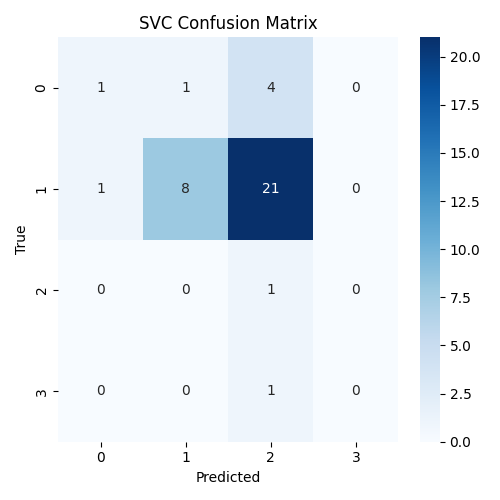 SVC Confusion Matrix
True
0 1 1 4 0
1 1 8 21 0
2 0 0 1 0
3 0 0 1 0
0 1 2 3
Predicted
20.0
17.5
15.0
12.5
10.0
7.5
5.0
2.5
0.0